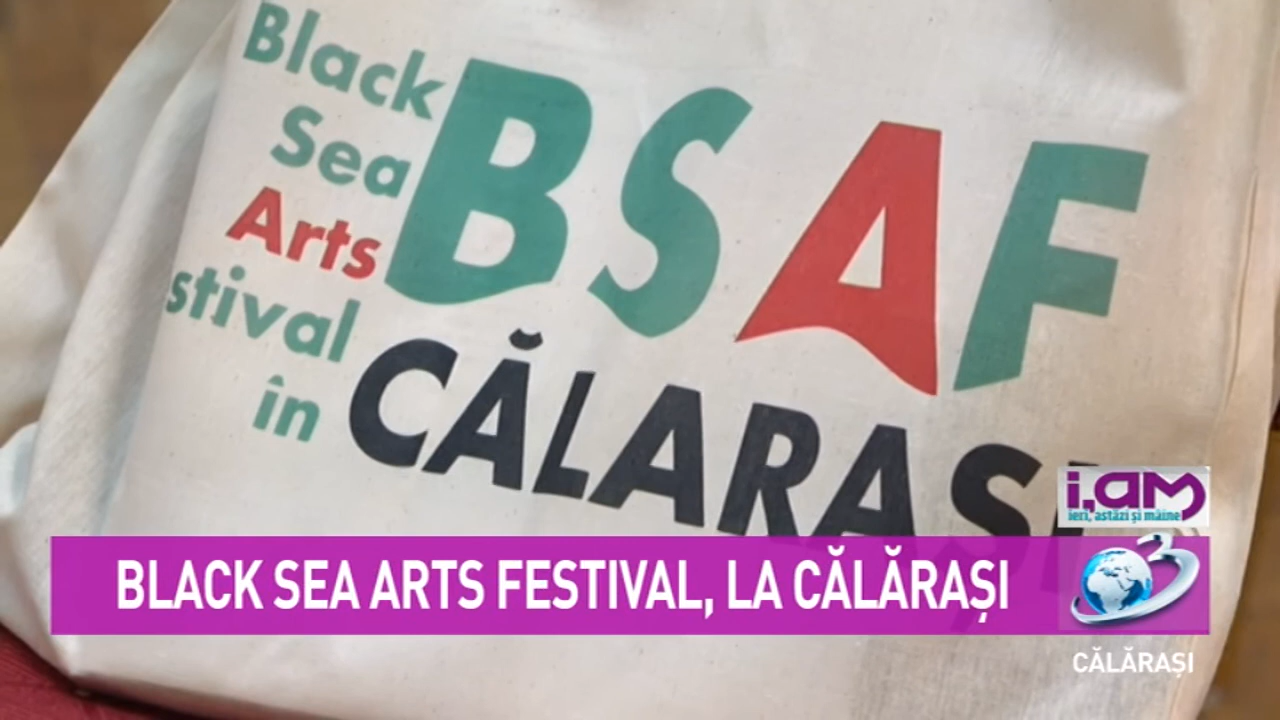 Black
Sea
Arts
stival
în
BSAF
CĂLARAȘI
i,am
ieri, astăzi și mâine
BLACK SEA ARTS FESTIVAL, LA CĂLĂRAȘI
3
CĂLĂRAȘI